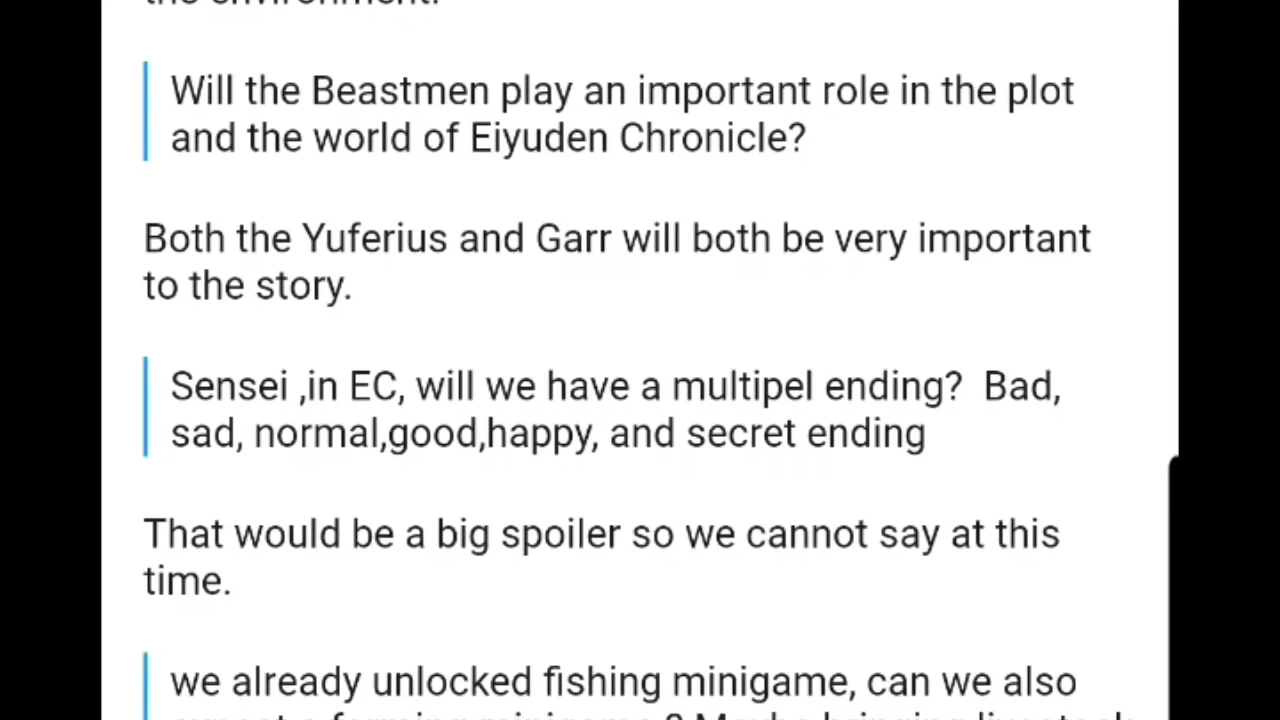 the environment.
Will the Beastmen play an important role in the plot
and the world of Eiyuden Chronicle?
Both the Yuferius and Garr will both be very important
to the story.
Sensei ,in EC, will we have a multipel ending?  Bad,
sad, normal,good,happy, and secret ending
That would be a big spoiler so we cannot say at this
time.
we already unlocked fishing minigame, can we also